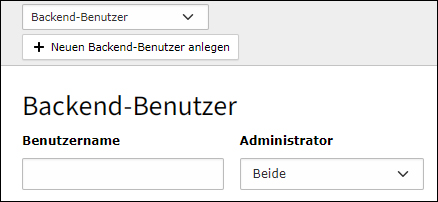 Backend-Benutzer
+ Neuen Backend-Benutzer anlegen
Backend-Benutzer
Benutzername Administrator
Beide